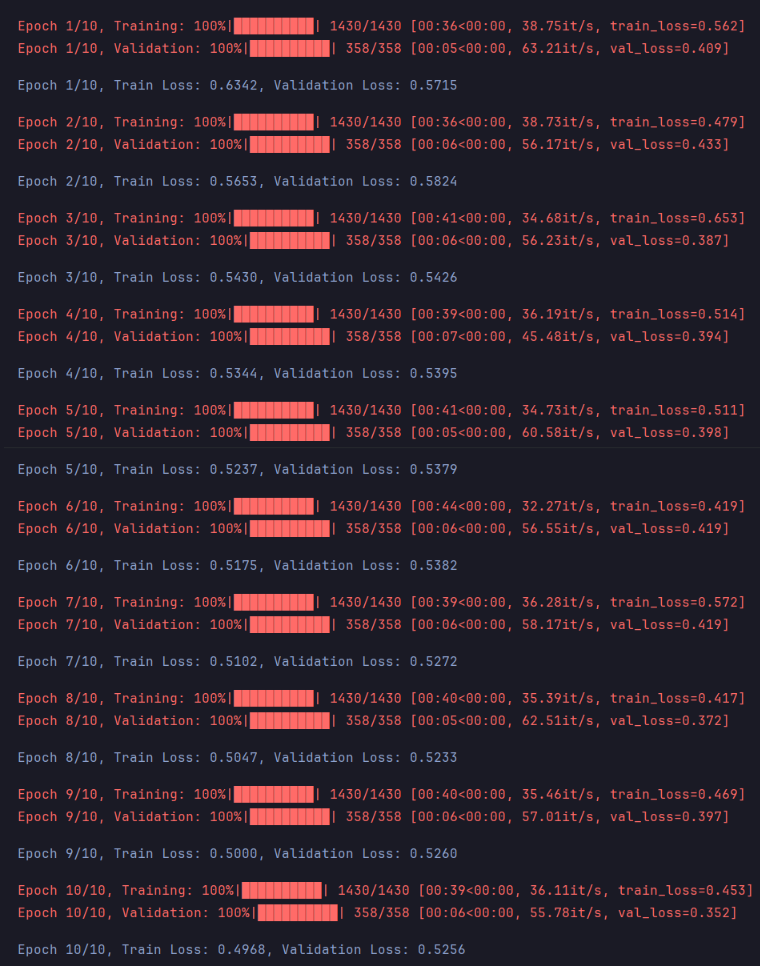 Epoch 1/10, Training: 100%|██████████| 1430/1430 [00:36<00:00, 38.75it/s, train_loss=0.562]
Epoch 1/10, Validation: 100%|██████████| 358/358 [00:05<00:00, 63.21it/s, val_loss=0.409]
Epoch 1/10, Train Loss: 0.6342, Validation Loss: 0.5715
Epoch 2/10, Training: 100%|██████████| 1430/1430 [00:36<00:00, 38.73it/s, train_loss=0.479]
Epoch 2/10, Validation: 100%|██████████| 358/358 [00:06<00:00, 56.17it/s, val_loss=0.433]
Epoch 2/10, Train Loss: 0.5653, Validation Loss: 0.5824
Epoch 3/10, Training: 100%|██████████| 1430/1430 [00:41<00:00, 34.68it/s, train_loss=0.653]
Epoch 3/10, Validation: 100%|██████████| 358/358 [00:06<00:00, 56.23it/s, val_loss=0.387]
Epoch 3/10, Train Loss: 0.5430, Validation Loss: 0.5426
Epoch 4/10, Training: 100%|██████████| 1430/1430 [00:39<00:00, 36.19it/s, train_loss=0.514]
Epoch 4/10, Validation: 100%|██████████| 358/358 [00:07<00:00, 45.48it/s, val_loss=0.394]
Epoch 4/10, Train Loss: 0.5344, Validation Loss: 0.5395
Epoch 5/10, Training: 100%|██████████| 1430/1430 [00:41<00:00, 34.73it/s, train_loss=0.511]
Epoch 5/10, Validation: 100%|██████████| 358/358 [00:05<00:00, 60.58it/s, val_loss=0.398]
Epoch 5/10, Train Loss: 0.5237, Validation Loss: 0.5379
Epoch 6/10, Training: 100%|██████████| 1430/1430 [00:44<00:00, 32.27it/s, train_loss=0.419]
Epoch 6/10, Validation: 100%|██████████| 358/358 [00:06<00:00, 56.55it/s, val_loss=0.419]
Epoch 6/10, Train Loss: 0.5175, Validation Loss: 0.5382
Epoch 7/10, Training: 100%|██████████| 1430/1430 [00:39<00:00, 36.28it/s, train_loss=0.572]
Epoch 7/10, Validation: 100%|██████████| 358/358 [00:06<00:00, 58.17it/s, val_loss=0.419]
Epoch 7/10, Train Loss: 0.5102, Validation Loss: 0.5272
Epoch 8/10, Training: 100%|██████████| 1430/1430 [00:40<00:00, 35.39it/s, train_loss=0.417]
Epoch 8/10, Validation: 100%|██████████| 358/358 [00:05<00:00, 62.51it/s, val_loss=0.372]
Epoch 8/10, Train Loss: 0.5047, Validation Loss: 0.5233
Epoch 9/10, Training: 100%|██████████| 1430/1430 [00:40<00:00, 35.46it/s, train_loss=0.469]
Epoch 9/10, Validation: 100%|██████████| 358/358 [00:06<00:00, 57.01it/s, val_loss=0.397]
Epoch 9/10, Train Loss: 0.5000, Validation Loss: 0.5260
Epoch 10/10, Training: 100%|██████████| 1430/1430 [00:39<00:00, 36.11it/s, train_loss=0.453]
Epoch 10/10, Validation: 100%|██████████| 358/358 [00:06<00:00, 55.78it/s, val_loss=0.352]
Epoch 10/10, Train Loss: 0.4968, Validation Loss: 0.5256